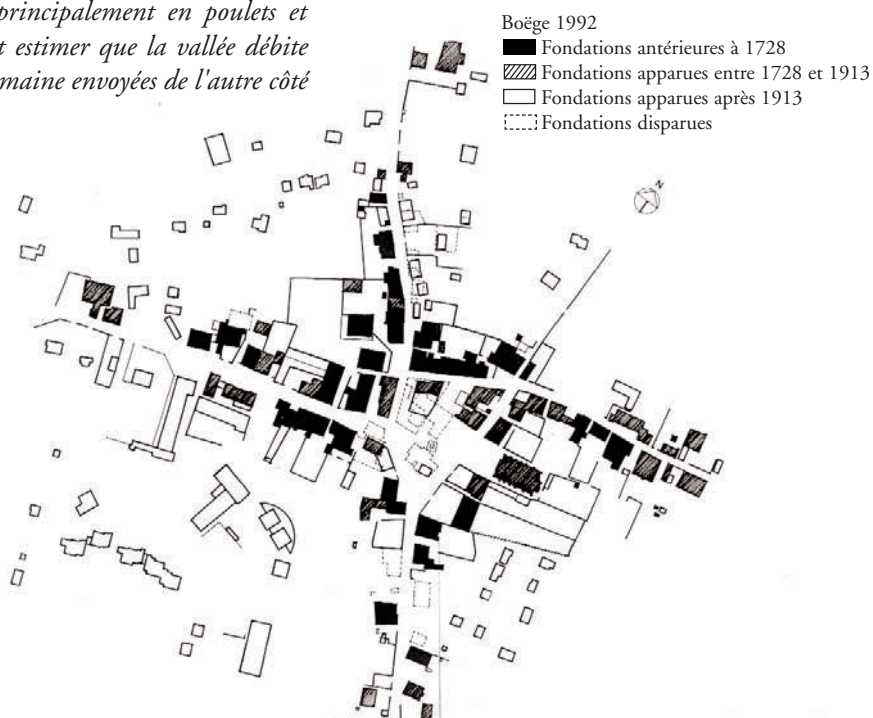 principalement en poulets et
t estimer que la vallée débite
maine envoyées de l'autre côté
Boëge 1992
Fondations antérieures à 1728
Fondations apparues entre 1728 et 1913
Fondations apparues après 1913
Fondations disparues
N